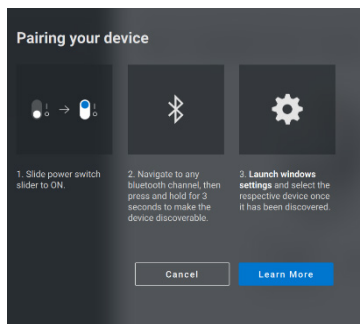 Pairing your device
1. Slide power switch
slider to ON.
2. Navigate to any
bluetooth channel, then
press and hold for 3
seconds to make the
device discoverable.
3. Launch windows
settings and select the
respective device once
it has been discovered.
Cancel
Learn More